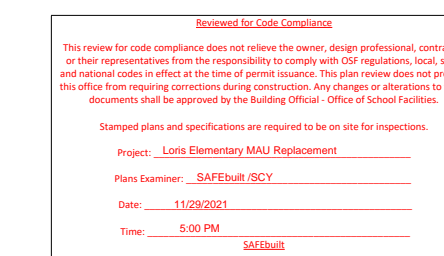 Reviewed for Code Compliance
This review for code compliance does not relieve the owner, design professional,
or their representatives from the responsibility to comply with OSF regulations, local,
and national codes in effect at the time of permit issuance. This plan review does not
this office from requiring corrections during construction. Any changes or alterations to
documents shall be approved by the Building Official - Office of School Facilities.
Stamped plans and specifications are required to be on site for inspections.
Project: Loris Elementary MAU Replacement
Plans Examiner: SAFEbuilt /SCY
Date: 11/29/2021
Time: 5:00 PM
SAFEbuilt